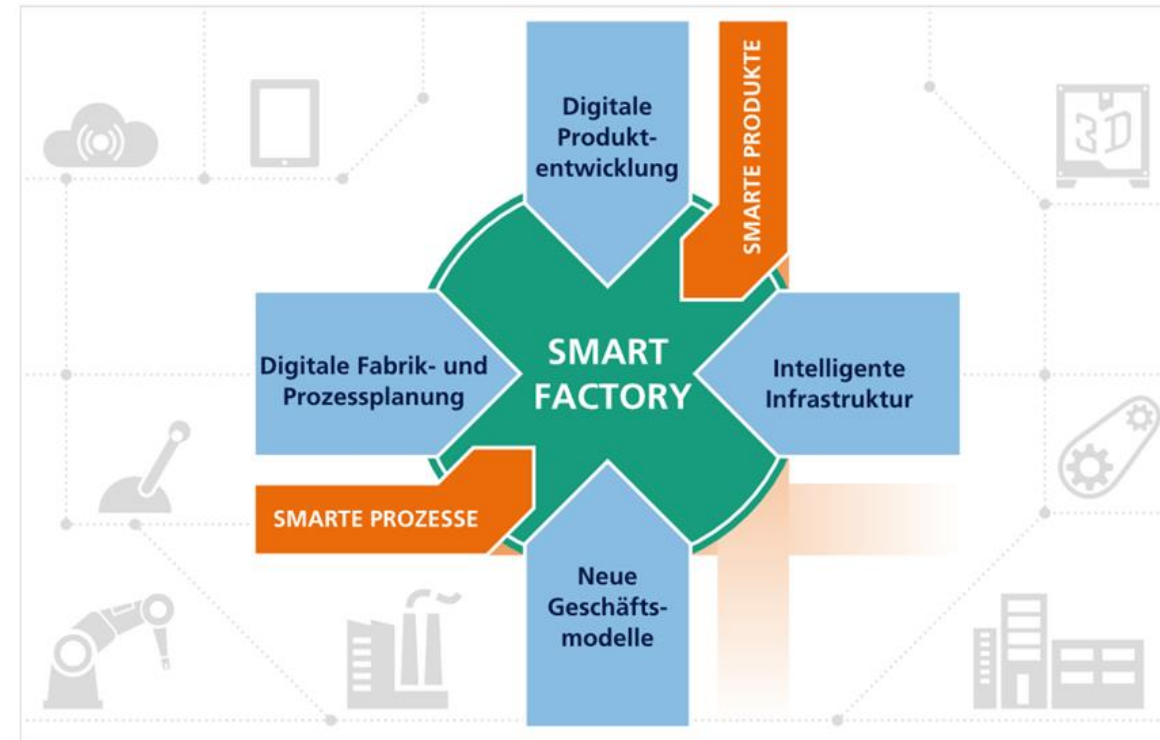 Digitale
Produkt-
entwicklung
SMARTE PRODUKTE
Digitale Fabrik- und
Prozessplanung
SMART
FACTORY
Intelligente
Infrastruktur
SMARTE PROZESSE
Neue
Geschäfts-
modelle
3D